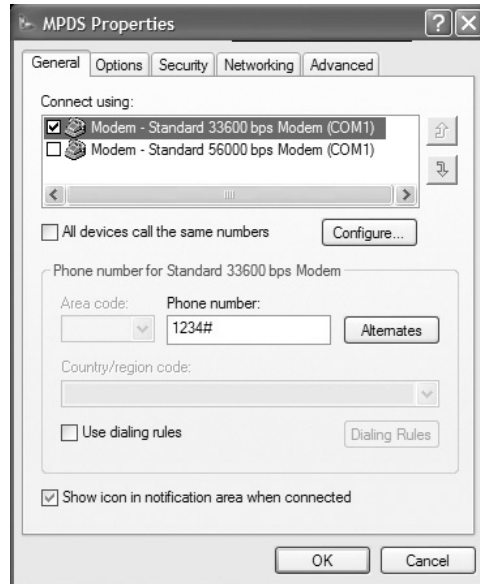 MPDS Properties
General Options Security Networking Advanced
Connect using:
Modem - Standard 33600 bps Modem (COM1)
Modem - Standard 56000 bps Modem (COM1)
All devices call the same numbers Configure...
Phone number for Standard 33600 bps Modem
Area code: Phone number:
1234# Alternates
Country/region code:
Use dialing rules Dialing Rules
Show icon in notification area when connected
OK Cancel